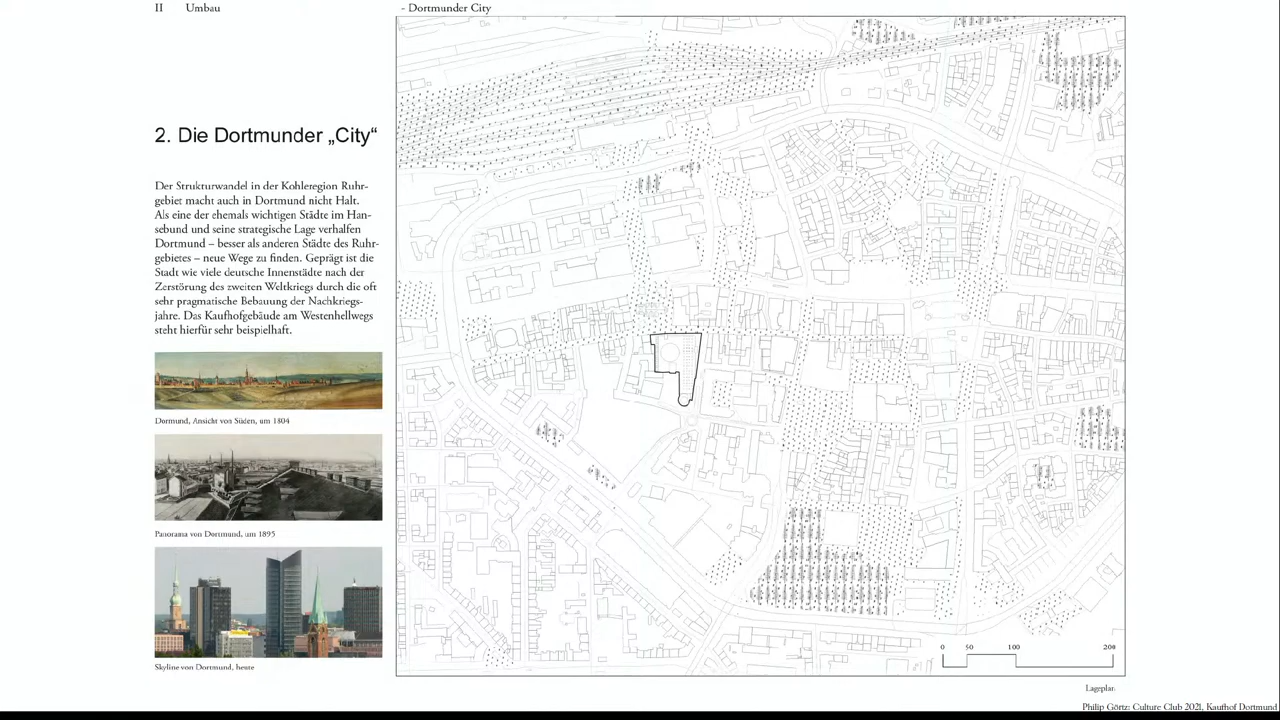 II Umbau
- Dortmunder City
2. Die Dortmunder „City“
Der Strukturwandel in der Kohleregion Ruhr-
gebiet macht auch in Dortmund nicht Halt.
Als eine der ehemals wichtigen Städte im Han-
sebund und seine strategische Lage verhalfen
Dortmund – besser als anderen Städte des Ruhr-
gebietes – neue Wege zu finden. Geprägt ist die
Stadt wie viele deutsche Innenstädte nach der
Zerstörung des zweiten Weltkriegs durch die oft
sehr pragmatische Bebauung der Nachkriegs-
jahre. Das Kaufhofgebäude am Westenhellwegs
steht hierfür sehr beispielhaft.
Dormund, Ansicht von Süden, um 1804
Panorama von Dortmund, um 1895
Skyline von Dortmund, heute
0 50 100 200
Lageplan
Philip Görtz: Culture Club 2021, Kaufhof Dortmund